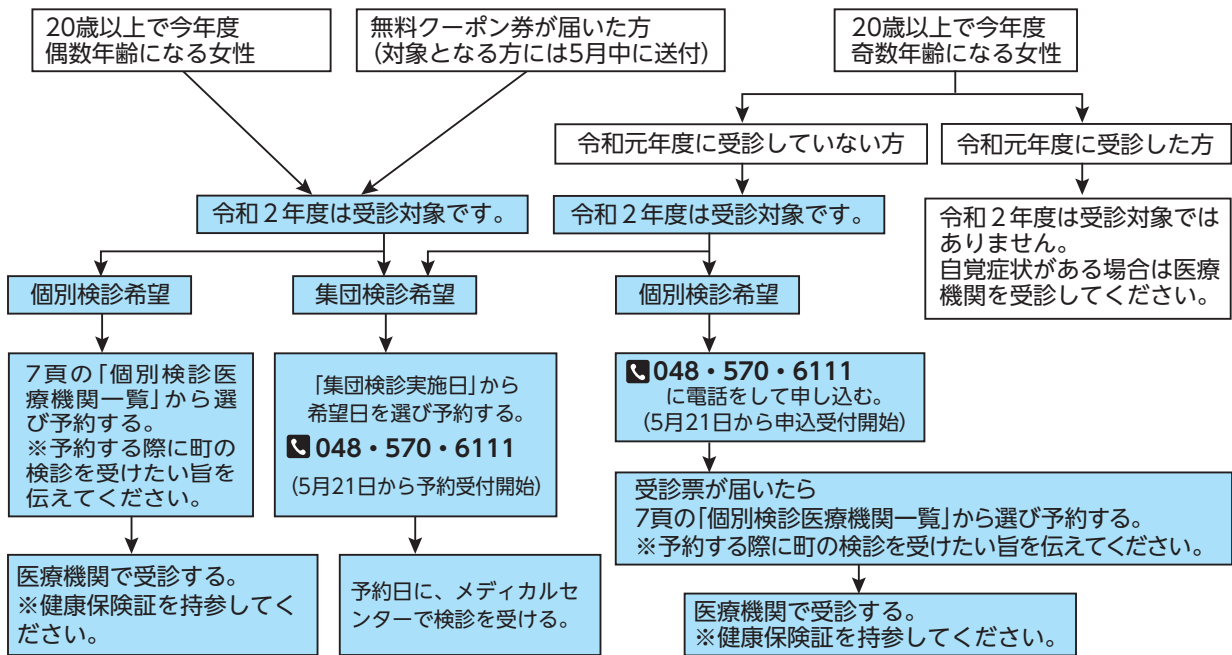 20歳以上で今年度
偶数年齢になる女性
無料クーポン券が届いた方
(対象となる方には5月中に送付)
20歳以上で今年度
奇数年齢になる女性
令和元年度に受診していない方
令和元年度に受診した方
令和２年度は受診対象です。
令和２年度は受診対象です。
令和２年度は受診対象では
ありません。
自覚症状がある場合は医療
機関を受診してください。
個別検診希望
集団検診希望
個別検診希望
7頁の「個別検診医
療機関一覧」から選
び予約する。
※予約する際に町の
検診を受けたい旨を
伝えてください。
「集団検診実施日」から
希望日を選び予約する。
048・570・6111
(5月21日から予約受付開始)
048・570・6111
に電話をして申し込む。
(5月21日から申込受付開始)
受診票が届いたら
7頁の「個別検診医療機関一覧」から選び予約する。
※予約する際に町の検診を受けたい旨を伝えてください。
医療機関で受診する。
※健康保険証を持参してく
ださい。
予約日に、メディカルセ
ンターで検診を受ける。
医療機関で受診する。
※健康保険証を持参してください。